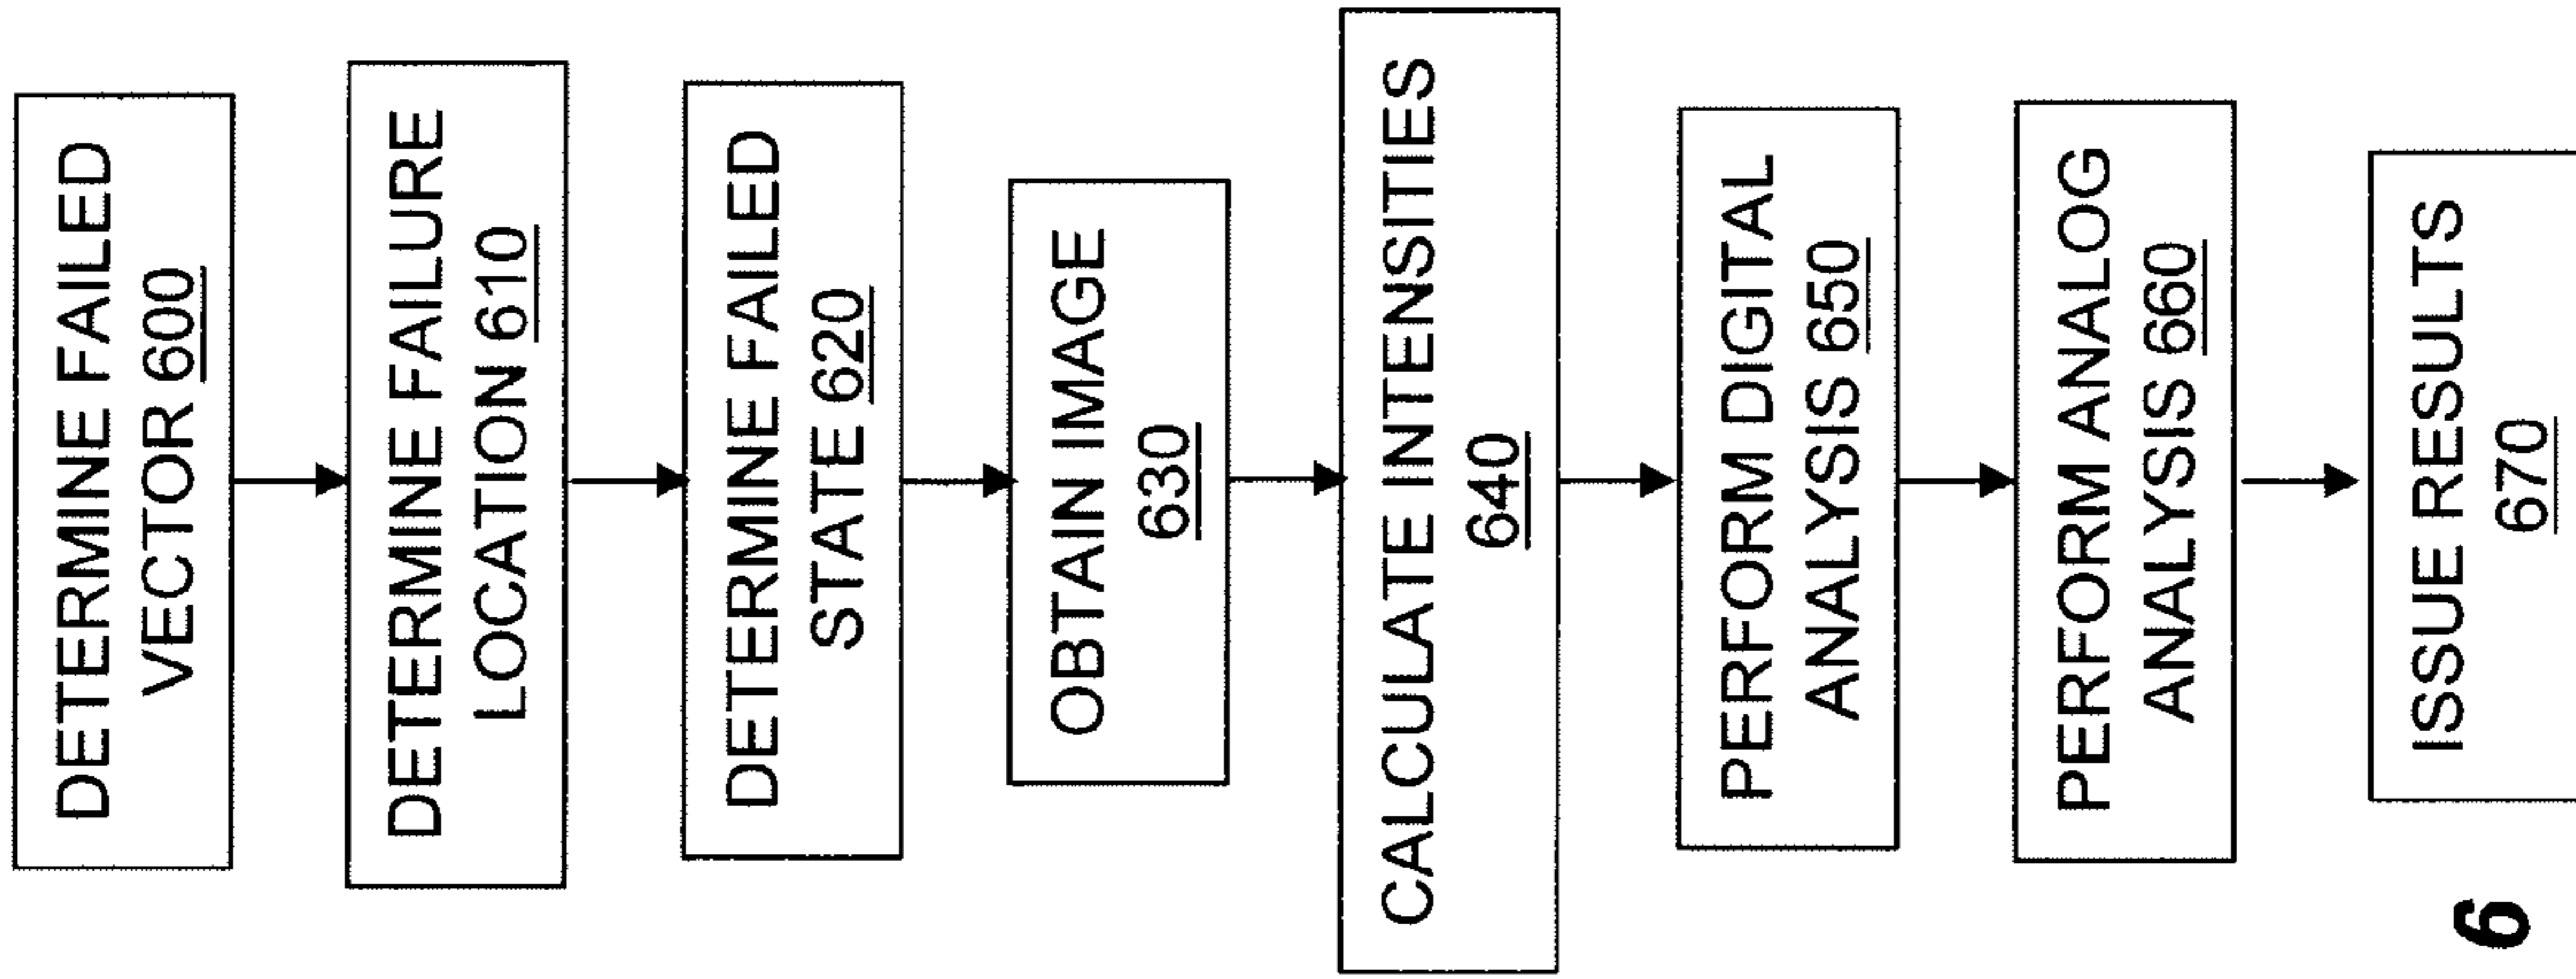 DETERMINE FAILED
VECTOR 600
DETERMINE FAILURE
LOCATION 610
DETERMINE FAILED
STATE 620
OBTAIN IMAGE
630
CALCULATE INTENSITIES
640
PERFORM DIGITAL
ANALYSIS 650
PERFORM ANALOG
ANALYSIS 660
ISSUE RESULTS
670
6